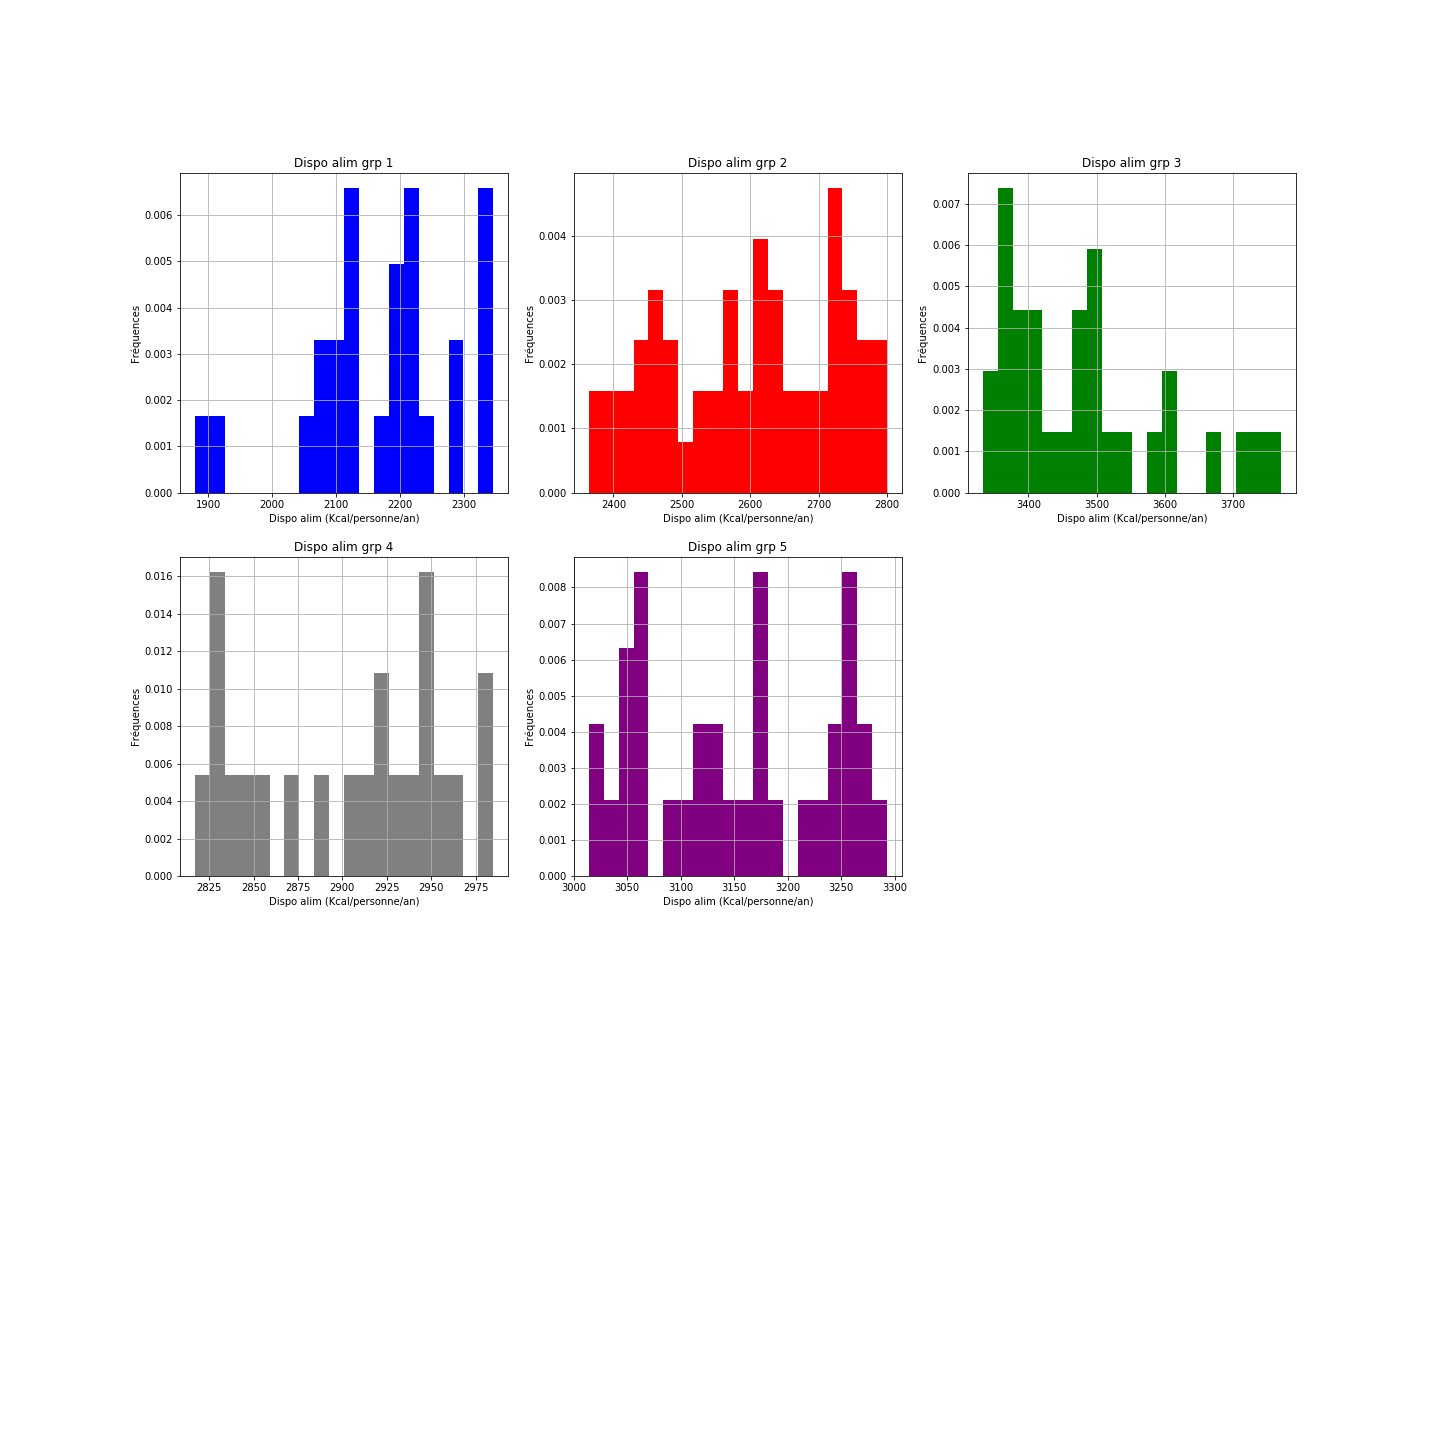 Dispo alim grp 1
Fréquences
0.006
0.005
0.004
0.003
0.002
0.001
0.000
1900 2000 2100 2200 2300
Dispo alim (Kcal/personne/an)
Dispo alim grp 2
Fréquences
0.004
0.003
0.002
0.001
0.000
2400 2500 2600 2700 2800
Dispo alim (Kcal/personne/an)
Dispo alim grp 3
Fréquences
0.007
0.006
0.005
0.004
0.003
0.002
0.001
0.000
3400 3500 3600 3700
Dispo alim (Kcal/personne/an)
Dispo alim grp 4
Fréquences
0.016
0.014
0.012
0.010
0.008
0.006
0.004
0.002
0.000
2825 2850 2875 2900 2925 2950 2975
Dispo alim (Kcal/personne/an)
Dispo alim grp 5
Fréquences
0.008
0.007
0.006
0.005
0.004
0.003
0.002
0.001
0.000
3000 3050 3100 3150 3200 3250 3300
Dispo alim (Kcal/personne/an)